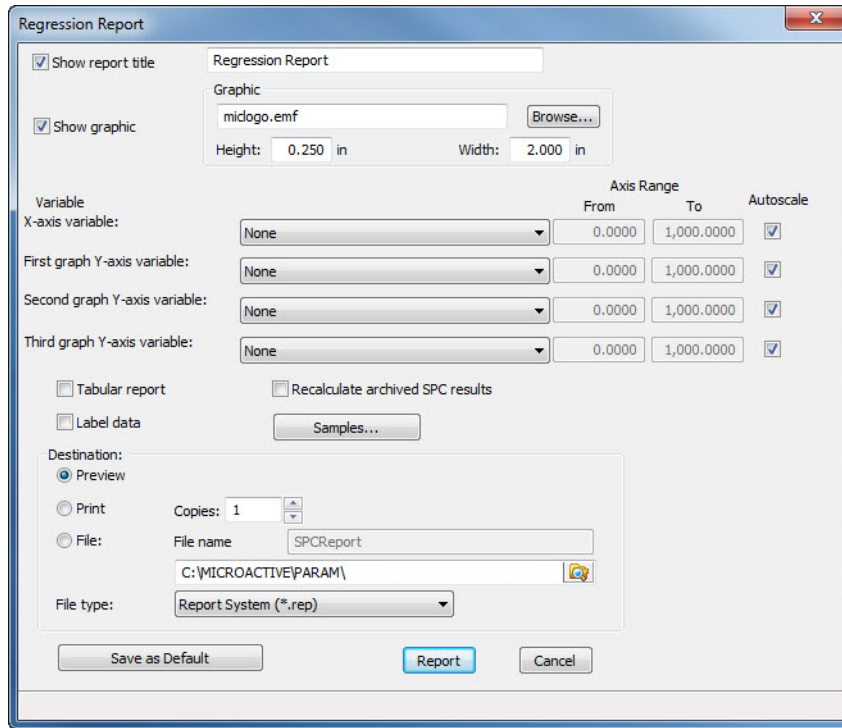 Regression Report
Show report title Regression Report
Graphic
Show graphic miclogo.emf Browse...
Height: 0.250 in Width: 2.000 in
Axis Range
Variable From To Autoscale
X-axis variable: None 0.0000 1,000.0000
First graph Y-axis variable: None 0.0000 1,000.0000
Second graph Y-axis variable: None 0.0000 1,000.0000
Third graph Y-axis variable: None 0.0000 1,000.0000
Tabular report Recalculate archived SPC results
Label data Samples...
Destination:
Preview
Print Copies: 1
File: File name SPCReport
C:\MICROACTIVE\PARAM\
File type: Report System (*.rep)
Save as Default Report Cancel